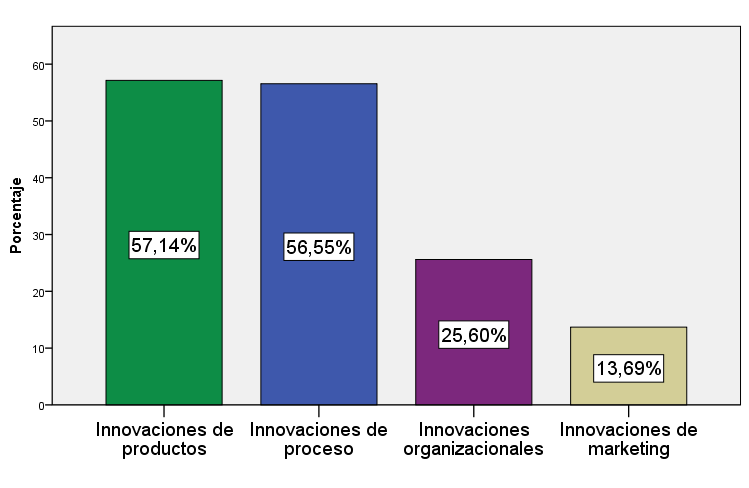 Porcentaje
60
50
40
30
20
10
0
57,14%
56,55%
25,60%
13,69%
Innovaciones de
productos
Innovaciones de
proceso
Innovaciones
organizacionales
Innovaciones de
marketing